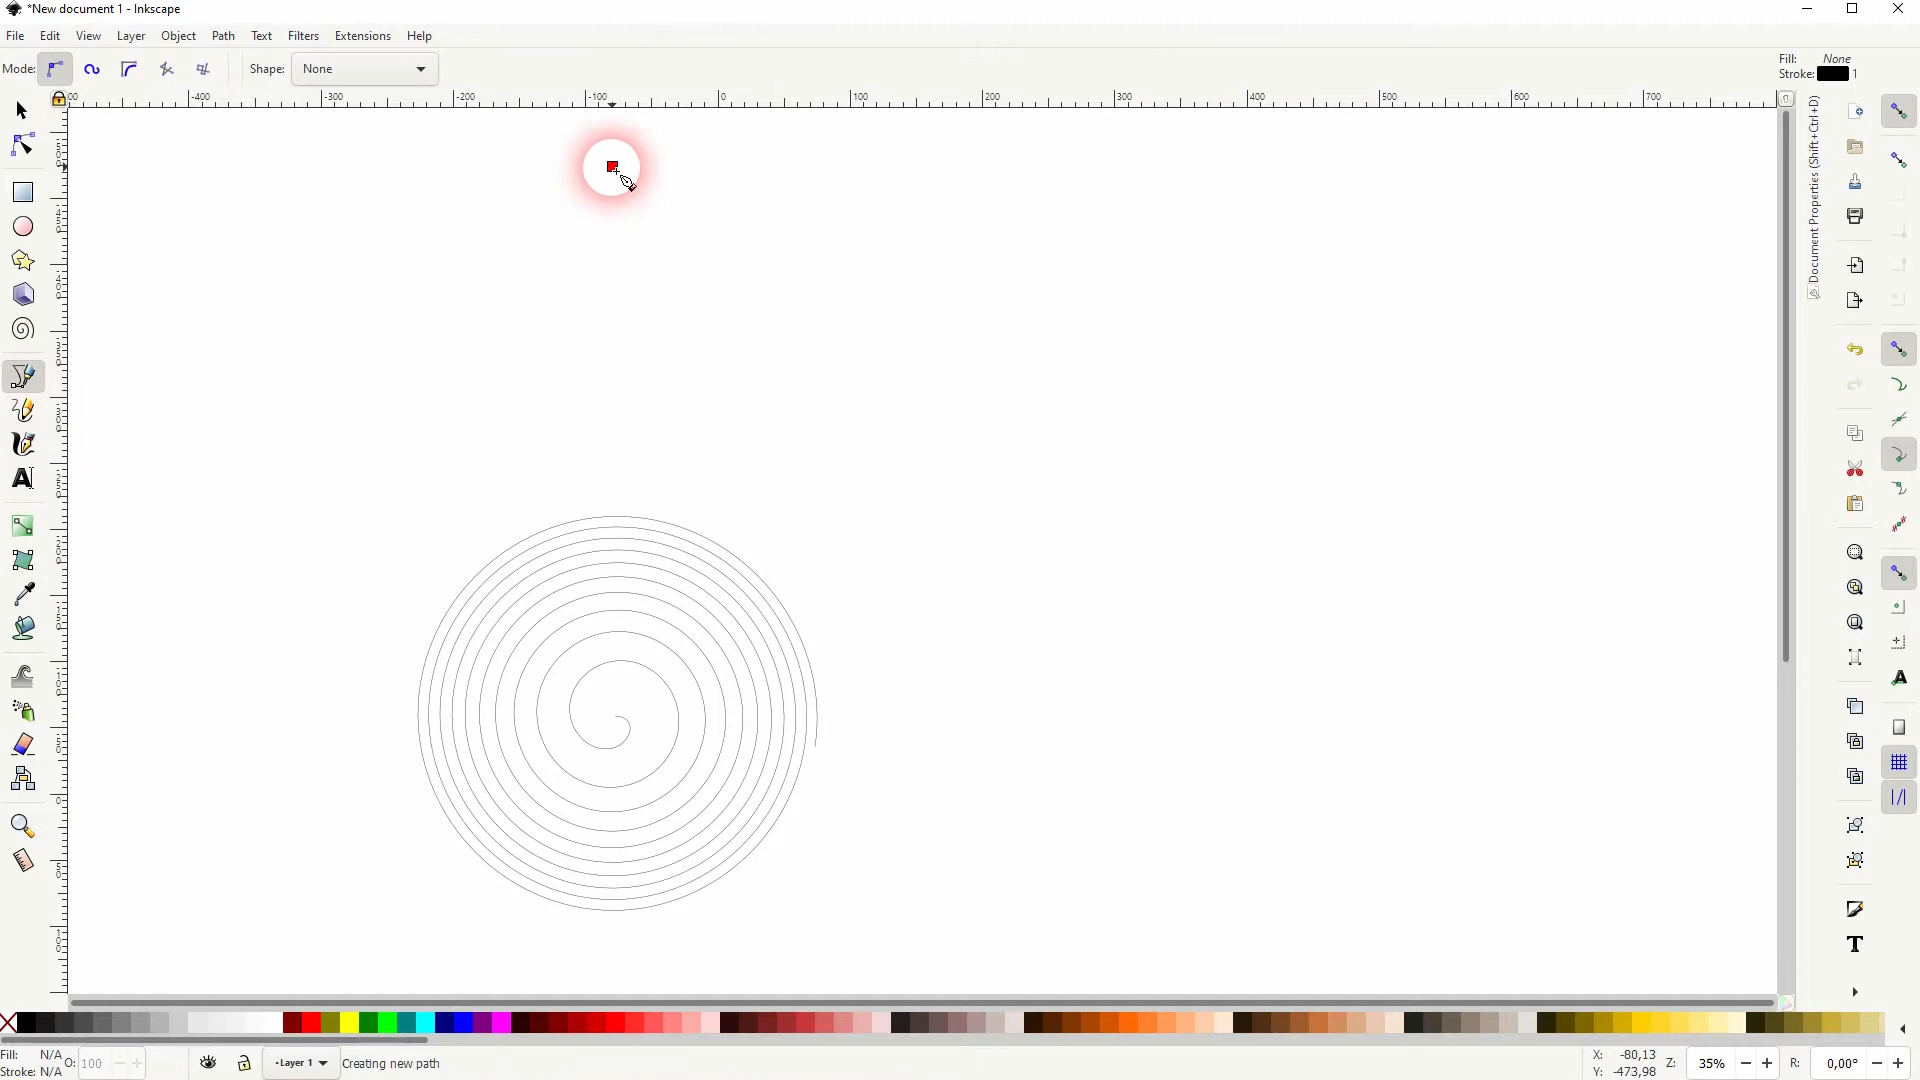 *New document 1 - Inkscape
File Edit View Layer Object Path Text Filters Extensions Help
Mode: Shape: None
Fill: None
Stroke: 1
00 -400 -300 -200 -100 0 100 200 300 400 500 600 700
Document Properties (Shift+Ctrl+D)
Fill: N/A
Stroke: N/A
O: 100
-Layer 1
Creating new path
X: -80,13
Y: -473,98
Z: 35%
R: 0,00°